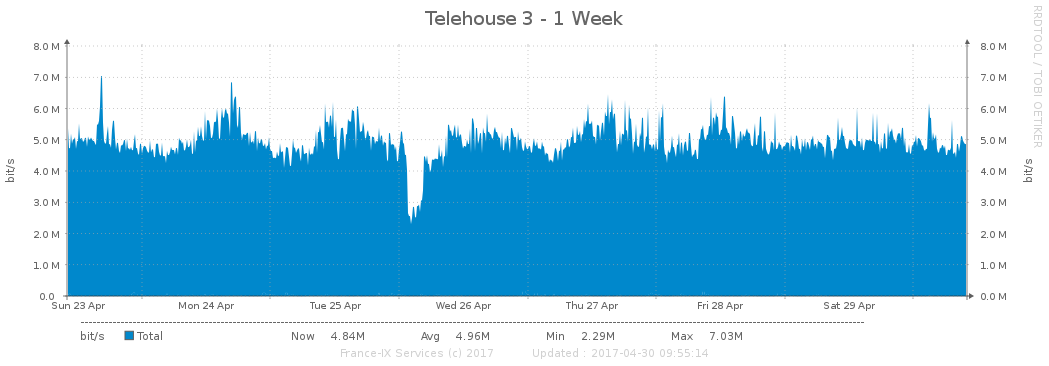 Telehouse 3 - 1 Week
RRDTOOL / TOBI OETIKER
bit/s
8.0 M 8.0 M
7.0 M 7.0 M
6.0 M 6.0 M
5.0 M 5.0 M
4.0 M 4.0 M
3.0 M 3.0 M
2.0 M 2.0 M
1.0 M 1.0 M
0.0 0.0 M
bit/s
Sun 23 Apr Mon 24 Apr Tue 25 Apr Wed 26 Apr Thu 27 Apr Fri 28 Apr Sat 29 Apr
bit/s Total Now 4.84M Avg 4.96M Min 2.29M Max 7.03M
France-IX Services (c) 2017 Updated : 2017-04-30 09:55:14